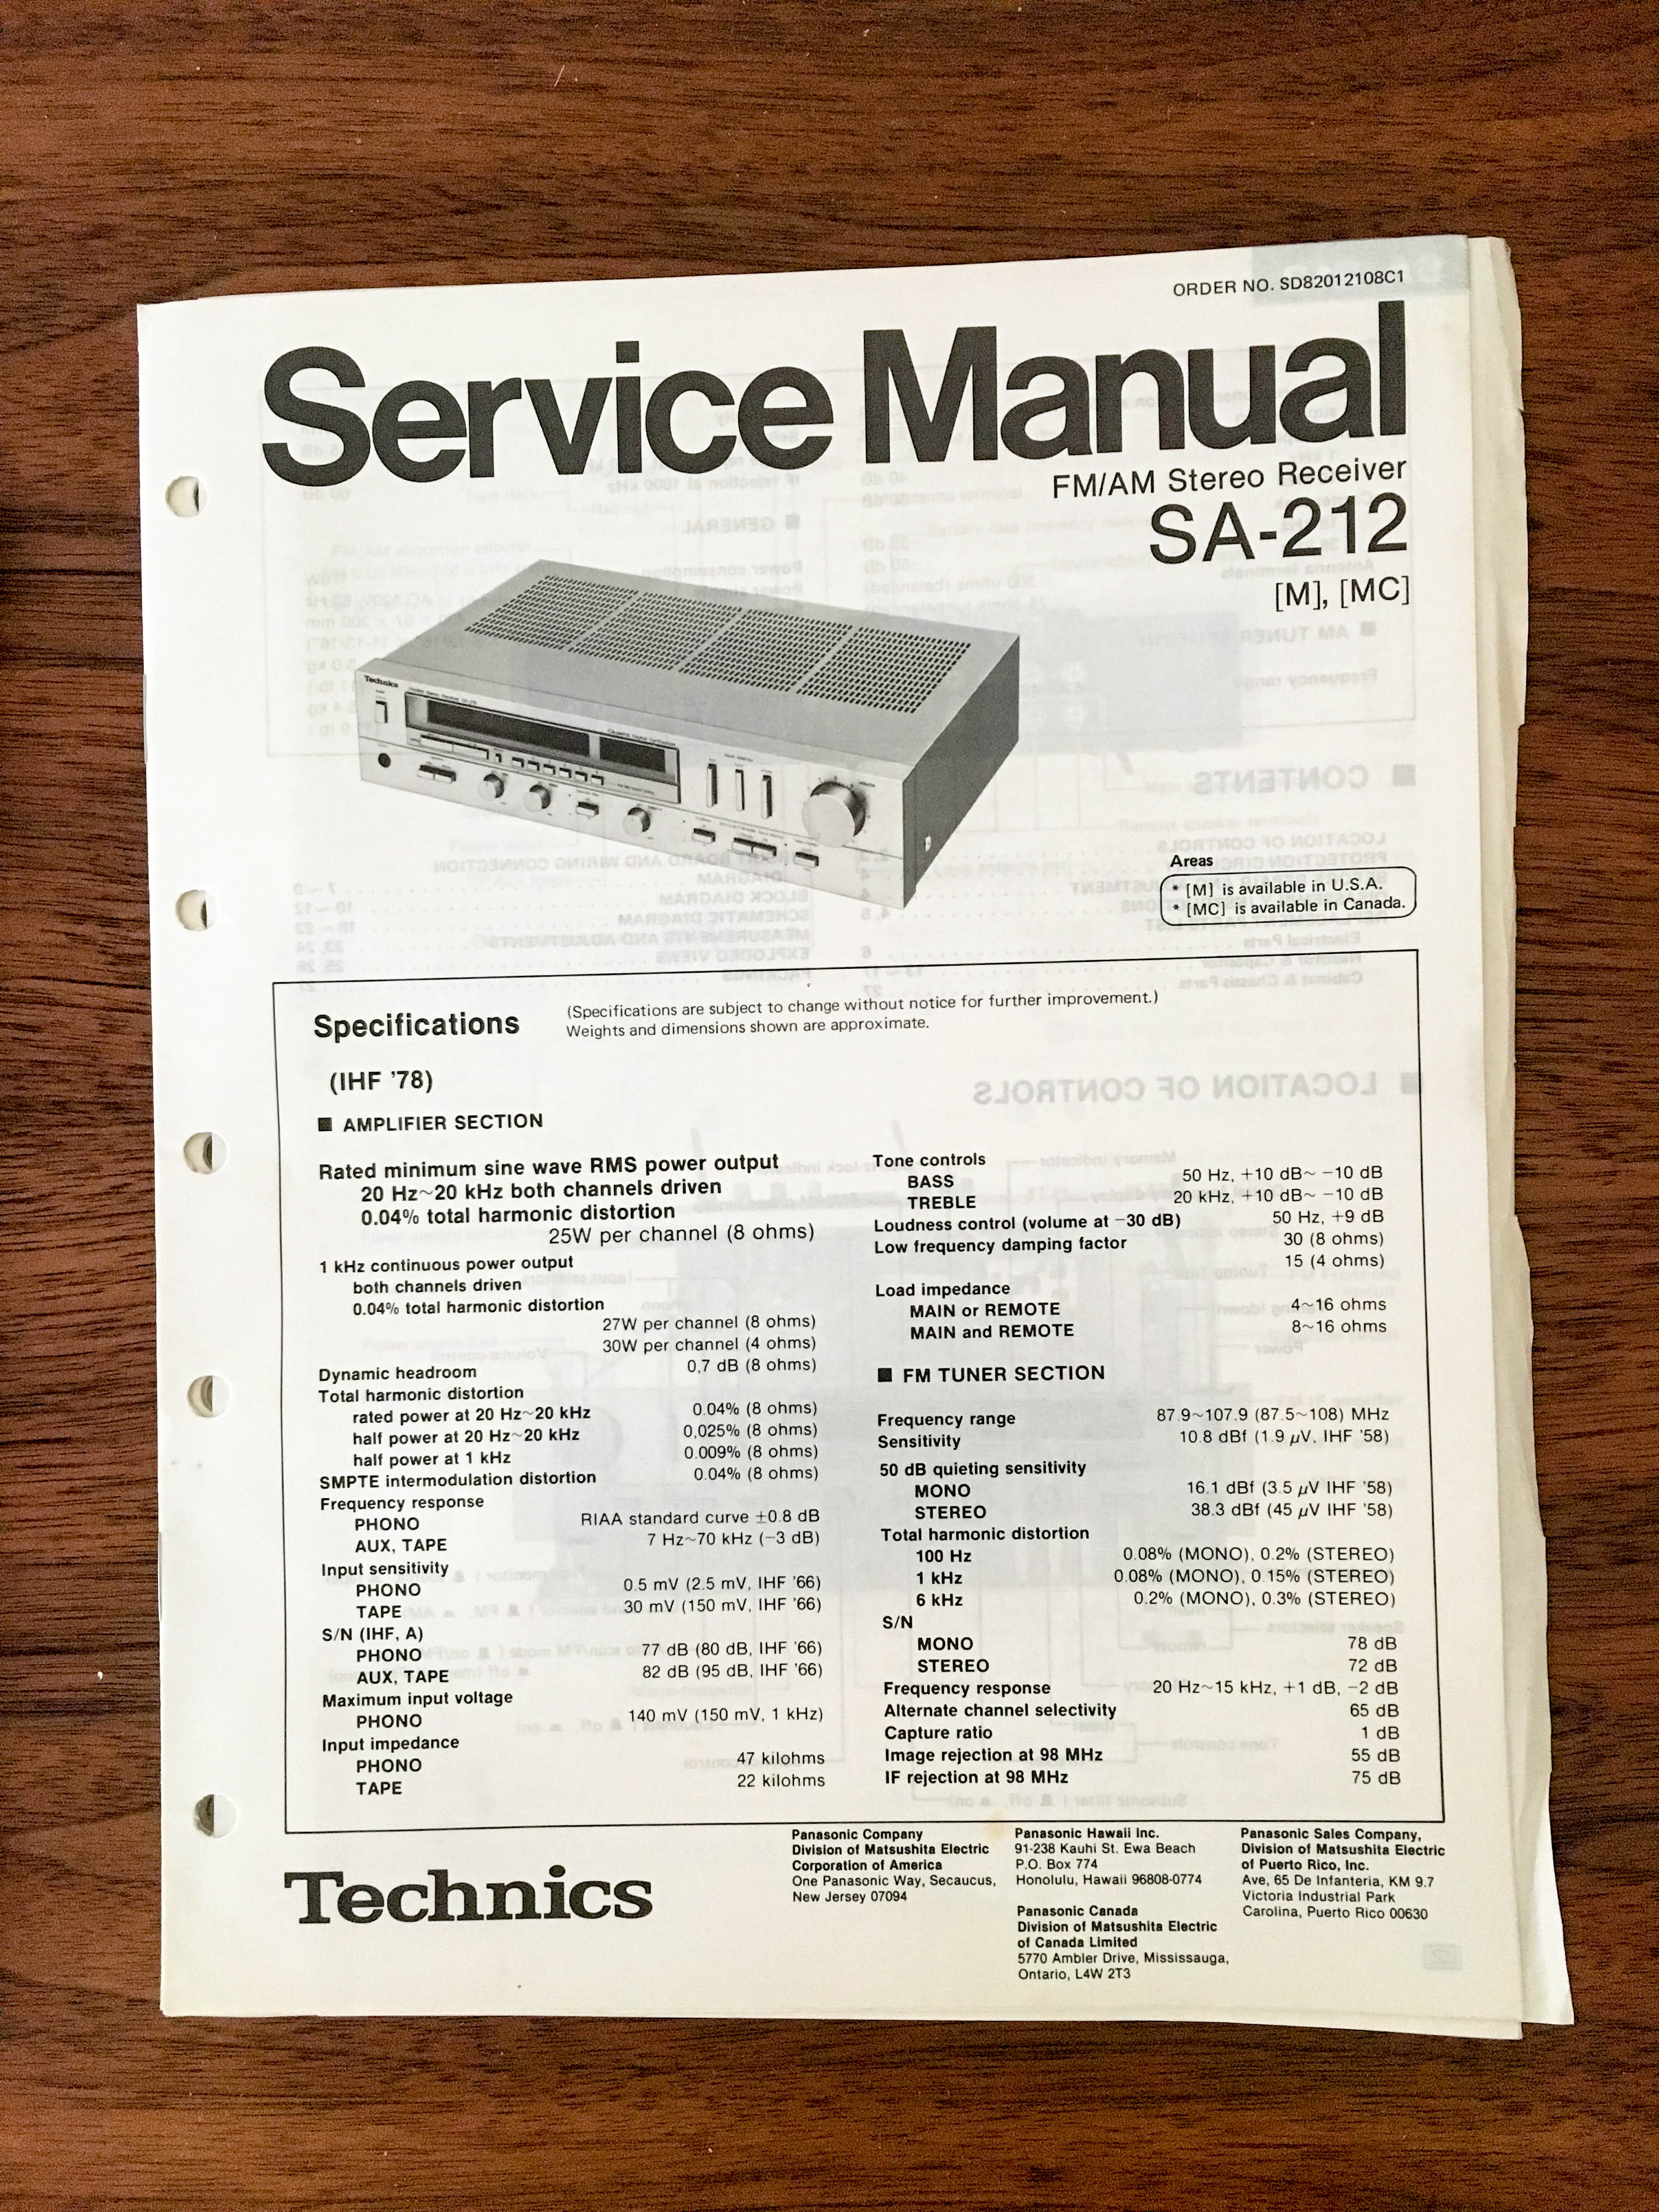 ORDER NO. SD82012108C1
Service Manual
FM/AM Stereo Receiver
SA-212
[M], [MC]
Technics
Areas
* [M] is available in U.S.A.
* [MC] is available in Canada.
Specifications
(Specifications are subject to change without notice for further improvement.)
Weights and dimensions shown are approximate.
(IHF '78)
■ AMPLIFIER SECTION
Rated minimum sine wave RMS power output
20 Hz~20 kHz both channels driven
0.04% total harmonic distortion
25W per channel (8 ohms)
1 kHz continuous power output
both channels driven
0.04% total harmonic distortion
27W per channel (8 ohms)
30W per channel (4 ohms)
Dynamic headroom 0,7 dB (8 ohms)
Total harmonic distortion
rated power at 20 Hz~20 kHz 0.04% (8 ohms)
half power at 20 Hz~20 kHz 0,025% (8 ohms)
half power at 1 kHz 0.009% (8 ohms)
SMPTE intermodulation distortion 0.04% (8 ohms)
Frequency response
PHONO RIAA standard curve ±0.8 dB
AUX, TAPE 7 Hz~70 kHz (−3 dB)
Input sensitivity
PHONO 0.5 mV (2.5 mV, IHF '66)
TAPE 30 mV (150 mV, IHF '66)
S/N (IHF, A)
PHONO 77 dB (80 dB, IHF '66)
AUX, TAPE 82 dB (95 dB, IHF '66)
Maximum input voltage
PHONO 140 mV (150 mV, 1 kHz)
Input impedance
PHONO 47 kilohms
TAPE 22 kilohms
Tone controls
BASS 50 Hz, +10 dB~ −10 dB
TREBLE 20 kHz, +10 dB~ −10 dB
Loudness control (volume at −30 dB) 50 Hz, +9 dB
Low frequency damping factor 30 (8 ohms)
15 (4 ohms)
Load impedance
MAIN or REMOTE 4~16 ohms
MAIN and REMOTE 8~16 ohms
■ FM TUNER SECTION
Frequency range 87.9~107.9 (87.5~108) MHz
Sensitivity 10.8 dBf (1.9 µV, IHF '58)
50 dB quieting sensitivity
MONO 16.1 dBf (3.5 µV IHF '58)
STEREO 38.3 dBf (45 µV IHF '58)
Total harmonic distortion
100 Hz 0.08% (MONO), 0.2% (STEREO)
1 kHz 0.08% (MONO), 0.15% (STEREO)
6 kHz 0.2% (MONO), 0.3% (STEREO)
S/N
MONO 78 dB
STEREO 72 dB
Frequency response 20 Hz~15 kHz, +1 dB, −2 dB
Alternate channel selectivity 65 dB
Capture ratio 1 dB
Image rejection at 98 MHz 55 dB
IF rejection at 98 MHz 75 dB
Technics
Panasonic Company
Division of Matsushita Electric
Corporation of America
One Panasonic Way, Secaucus,
New Jersey 07094
Panasonic Hawaii Inc.
91-238 Kauhi St. Ewa Beach
P.O. Box 774
Honolulu, Hawaii 96808-0774
Panasonic Canada
Division of Matsushita Electric
of Canada Limited
5770 Ambler Drive, Mississauga,
Ontario, L4W 2T3
Panasonic Sales Company,
Division of Matsushita Electric
of Puerto Rico, Inc.
Ave, 65 De Infanteria, KM 9.7
Victoria Industrial Park
Carolina, Puerto Rico 00630